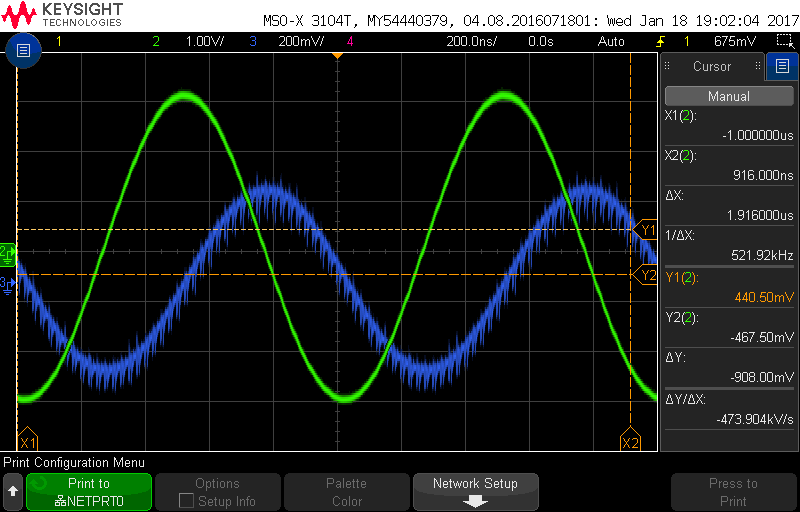 KEYSIGHT
TECHNOLOGIES
MSO-X 3104T, MY54440379, 04.08.2016071801: Wed Jan 18 19:02:04 2017
1 2 1.00V/ 3 200mV/ 4 200.0ns/ 0.0s Auto 1 675mV
Cursor
Manual
X1(2):
-1.000000us
X2(2):
916.000ns
ΔX:
1.916000us
1/ΔX:
521.92kHz
Y1(2):
440.50mV
Y2(2):
-467.50mV
ΔY:
-908.00mV
ΔY/ΔX:
-473.904kV/s
2
3
Y1
Y2
X1
X2
Print Configuration Menu
Print to
NETPRT0
Options
Setup Info
Palette
Color
Network Setup
Press to
Print